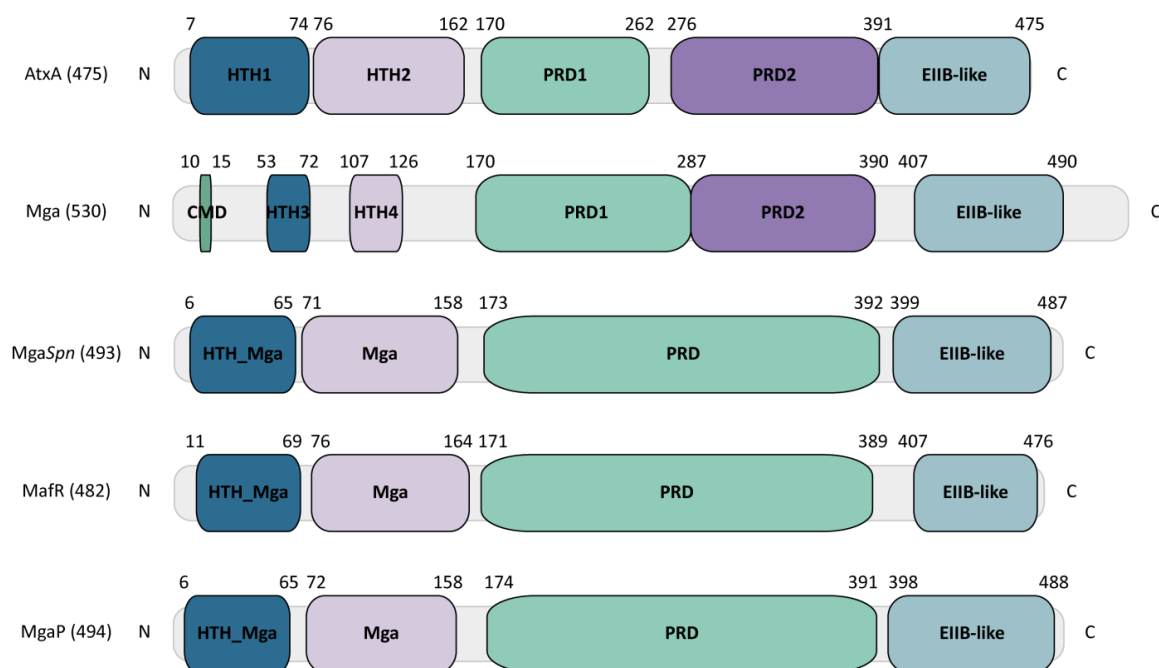 7 74 76 162 170 262 276 391 475
AtxA (475) N HTH1 HTH2 PRD1 PRD2 EIIB-like C
10 15 53 72 107 126 170 287 390 407 490
Mga (530) N CMD HTH3 HTH4 PRD1 PRD2 EIIB-like C
6 65 71 158 173 392 399 487
MgaSpn (493) N HTH_Mga Mga PRD EIIB-like C
11 69 76 164 171 389 407 476
MafR (482) N HTH_Mga Mga PRD EIIB-like C
6 65 72 158 174 391 398 488
MgaP (494) N HTH_Mga Mga PRD EIIB-like C